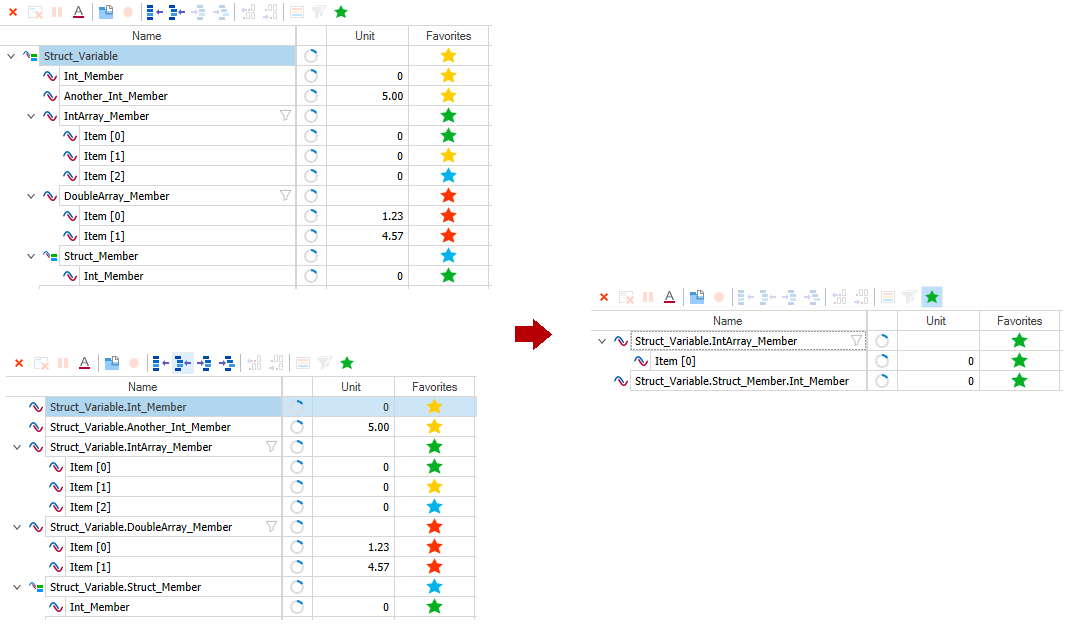 Name Unit Favorites
Struct_Variable
Int_Member 0
Another_Int_Member 5.00
IntArray_Member
Item [0] 0
Item [1] 0
Item [2] 0
DoubleArray_Member
Item [0] 1.23
Item [1] 4.57
Struct_Member
Int_Member 0
Name Unit Favorites
Struct_Variable.Int_Member 0
Struct_Variable.Another_Int_Member 5.00
Struct_Variable.IntArray_Member
Item [0] 0
Item [1] 0
Item [2] 0
Struct_Variable.DoubleArray_Member
Item [0] 1.23
Item [1] 4.57
Struct_Variable.Struct_Member
Int_Member 0
Name Unit Favorites
Struct_Variable.IntArray_Member
Item [0] 0
Struct_Variable.Struct_Member.Int_Member 0